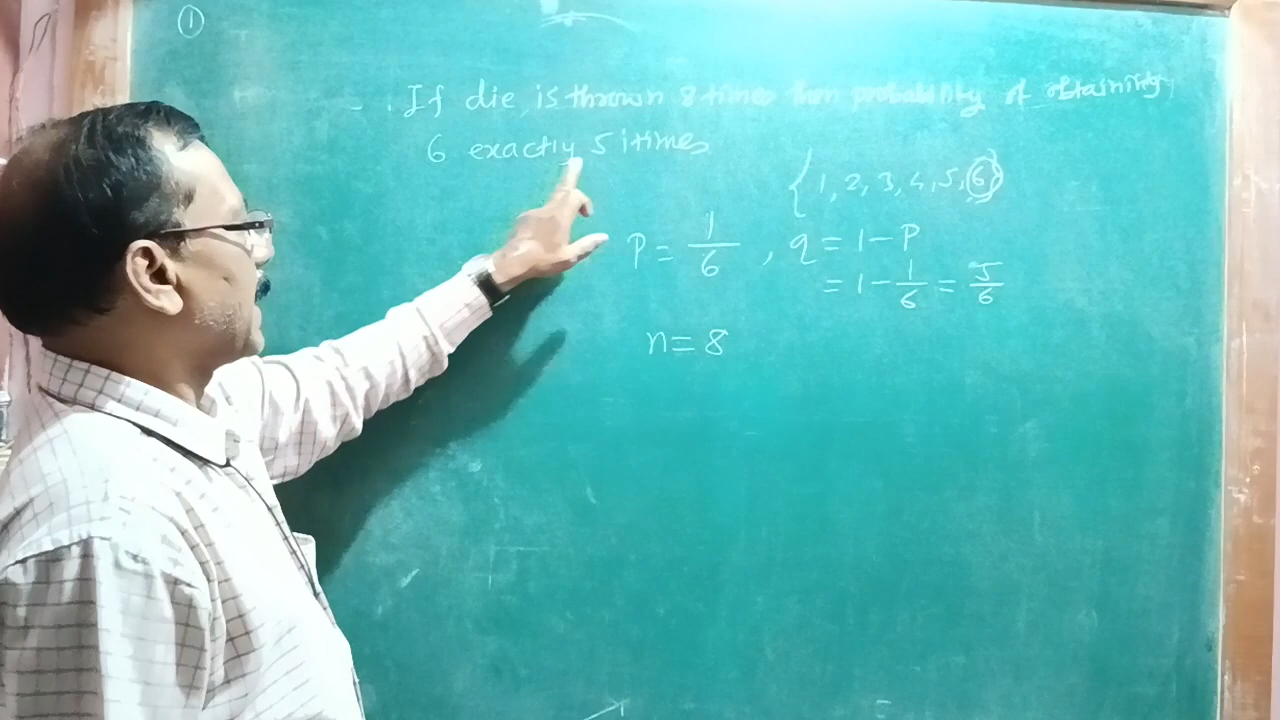 ①
If die is thrown 8 times then probability of obtaining
6 exactly 5 times
{1, 2, 3, 4, 5, 6}
P = 1/6 , q = 1 - P
= 1 - 1/6 = 5/6
n = 8